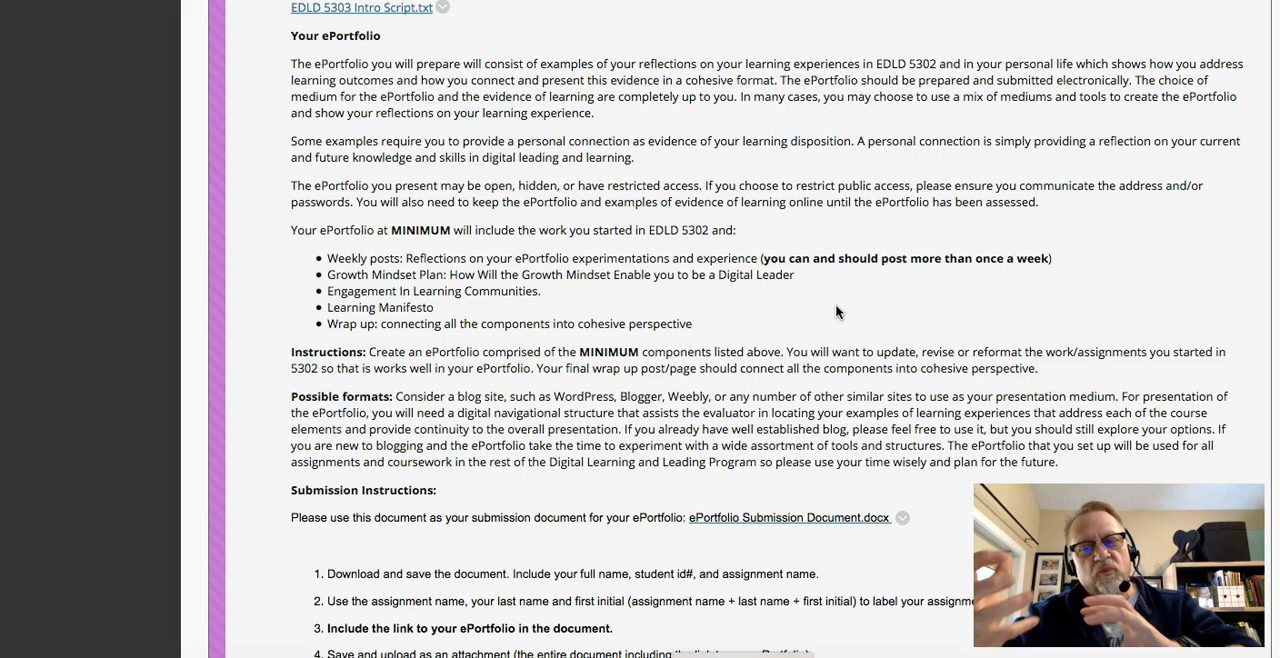 EDLD 5303 Intro Script.txt
Your ePortfolio
The ePortfolio you will prepare will consist of examples of your reflections on your learning experiences in EDLD 5302 and in your personal life which shows how you address
learning outcomes and how you connect and present this evidence in a cohesive format. The ePortfolio should be prepared and submitted electronically. The choice of
medium for the ePortfolio and the evidence of learning are completely up to you. In many cases, you may choose to use a mix of mediums and tools to create the ePortfolio
and show your reflections on your learning experience.
Some examples require you to provide a personal connection as evidence of your learning disposition. A personal connection is simply providing a reflection on your current
and future knowledge and skills in digital leading and learning.
The ePortfolio you present may be open, hidden, or have restricted access. If you choose to restrict public access, please ensure you communicate the address and/or
passwords. You will also need to keep the ePortfolio and examples of evidence of learning online until the ePortfolio has been assessed.
Your ePortfolio at MINIMUM will include the work you started in EDLD 5302 and:
• Weekly posts: Reflections on your ePortfolio experimentations and experience (you can and should post more than once a week)
• Growth Mindset Plan: How Will the Growth Mindset Enable you to be a Digital Leader
• Engagement In Learning Communities.
• Learning Manifesto
• Wrap up: connecting all the components into cohesive perspective
Instructions: Create an ePortfolio comprised of the MINIMUM components listed above. You will want to update, revise or reformat the work/assignments you started in
5302 so that is works well in your ePortfolio. Your final wrap up post/page should connect all the components into cohesive perspective.
Possible formats: Consider a blog site, such as WordPress, Blogger, Weebly, or any number of other similar sites to use as your presentation medium. For presentation of
the ePortfolio, you will need a digital navigational structure that assists the evaluator in locating your examples of learning experiences that address each of the course
elements and provide continuity to the overall presentation. If you already have well established blog, please feel free to use it, but you should still explore your options. If
you are new to blogging and the ePortfolio take the time to experiment with a wide assortment of tools and structures. The ePortfolio that you set up will be used for all
assignments and coursework in the rest of the Digital Learning and Leading Program so please use your time wisely and plan for the future.
Submission Instructions:
Please use this document as your submission document for your ePortfolio: ePortfolio Submission Document.docx
1. Download and save the document. Include your full name, student id#, and assignment name.
2. Use the assignment name, your last name and first initial (assignment name + last name + first initial) to label your assignme
3. Include the link to your ePortfolio in the document.
4. Save and upload as an attachment (the entire document including